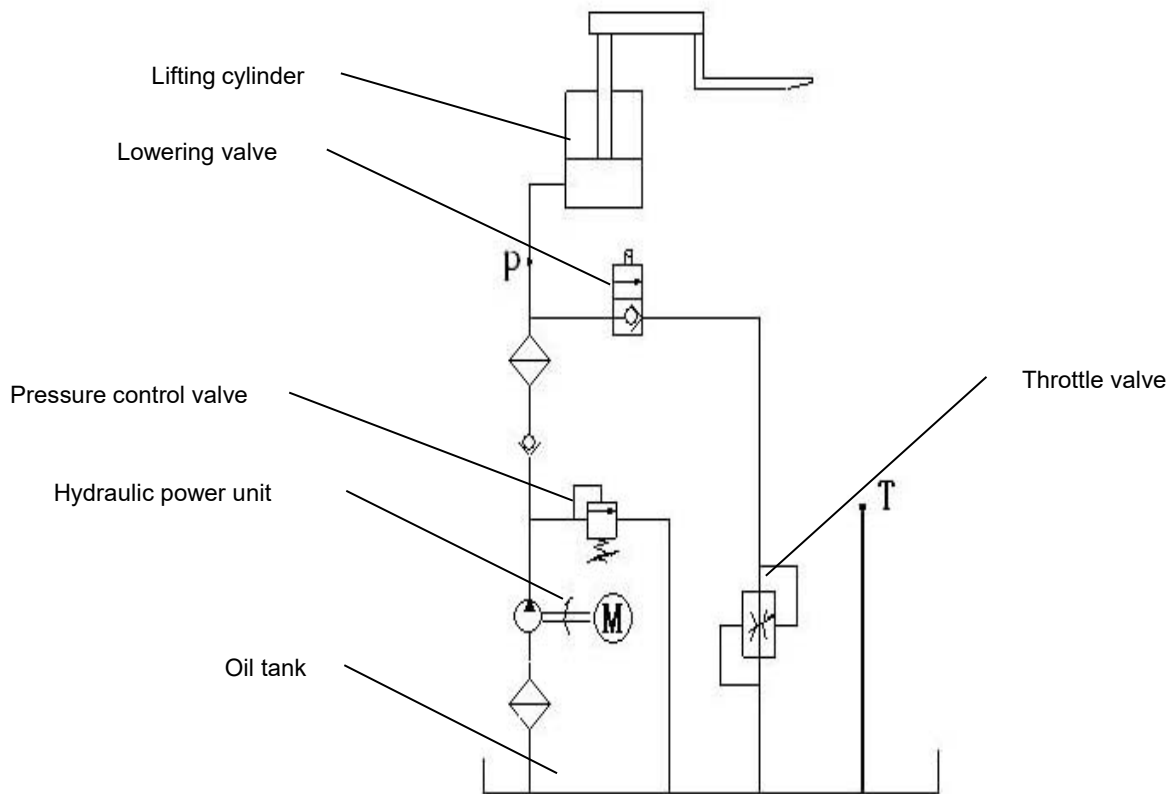 Lifting cylinder
Lowering valve
p
Pressure control valve
Throttle valve
Hydraulic power unit
T
M
Oil tank